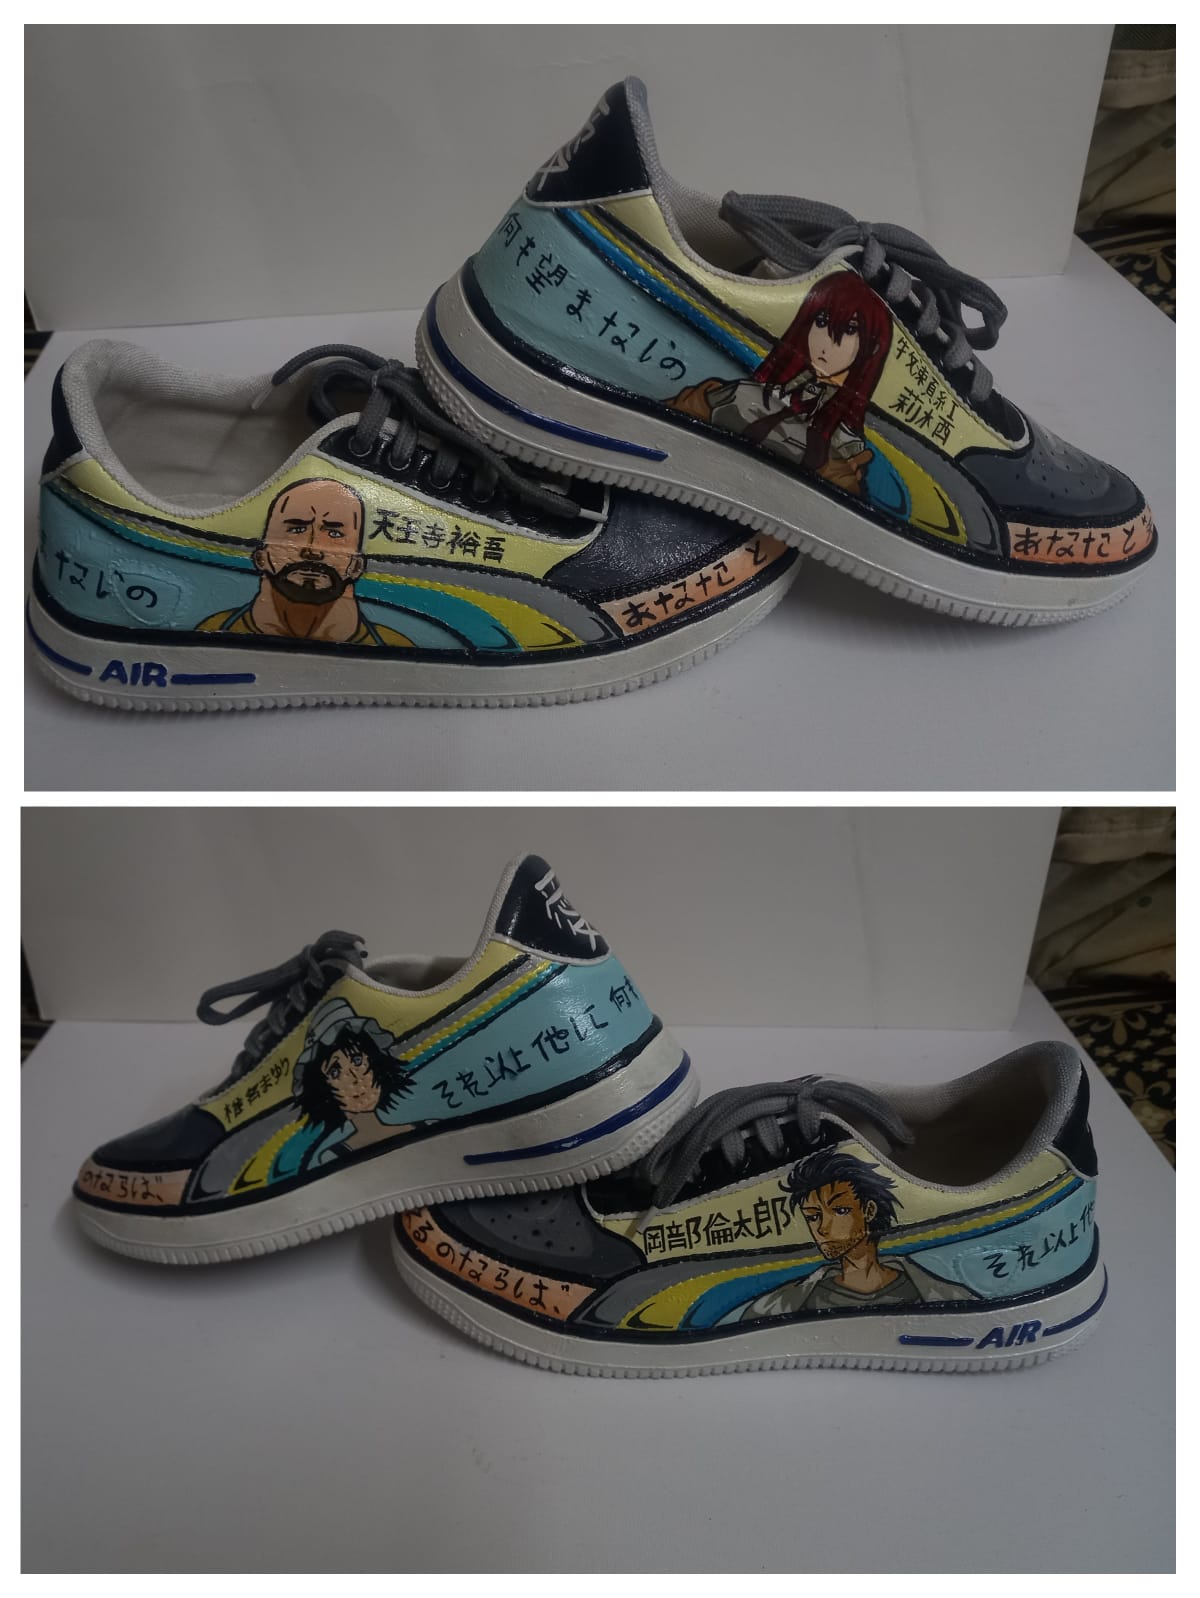 何も望まないの
牧瀬紅
莉栖
あなたと
天王寺裕吾
まないの
あなたと
AIR
椎名まゆり
それ以上他に何も
のならば、
岡部倫太郎
るのならば、
それ以上他
AIR